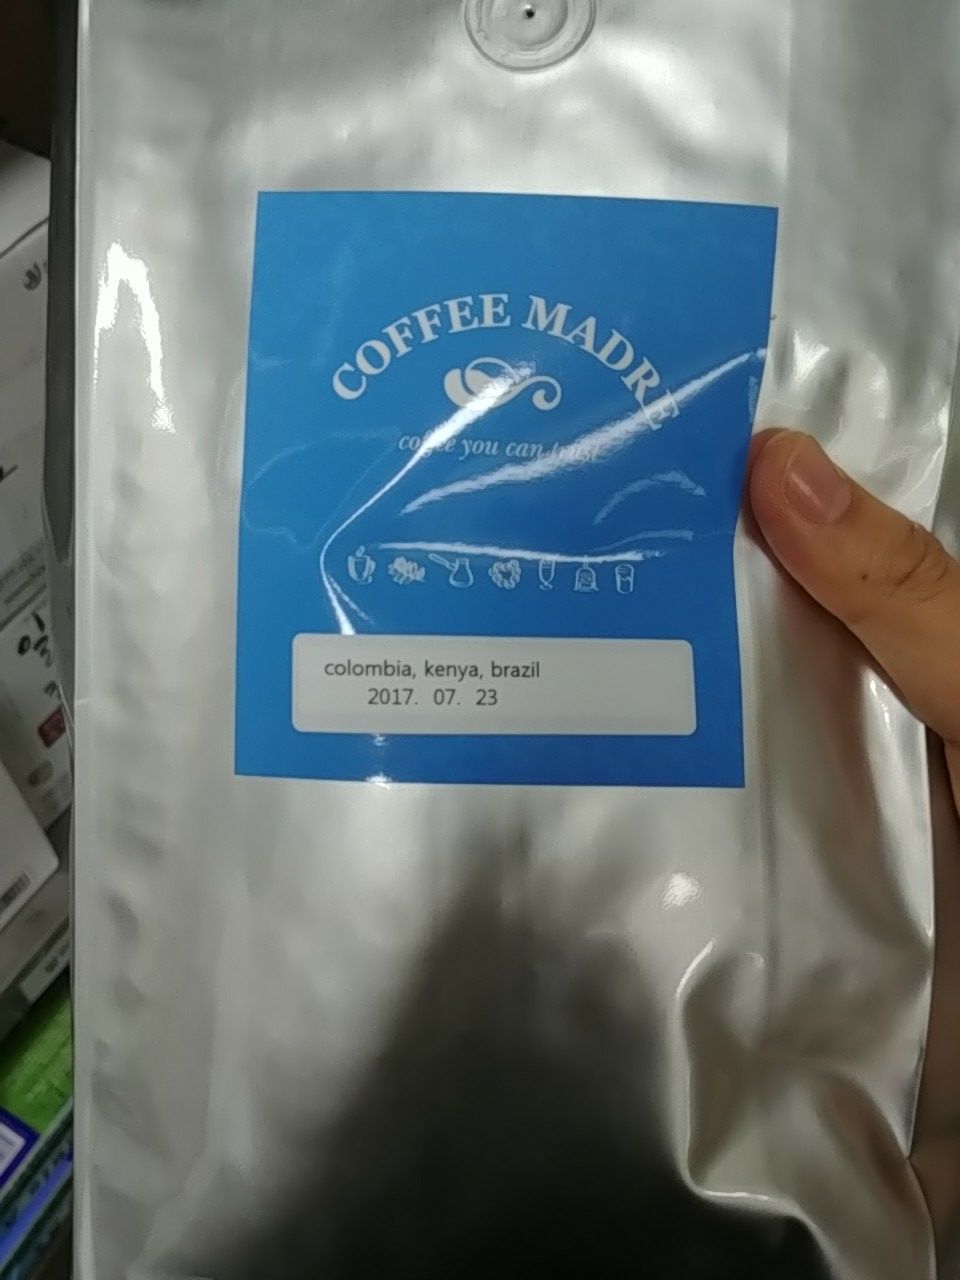 COFFEE MADRE
coffee you can trust
colombia, kenya, brazil
2017. 07. 23